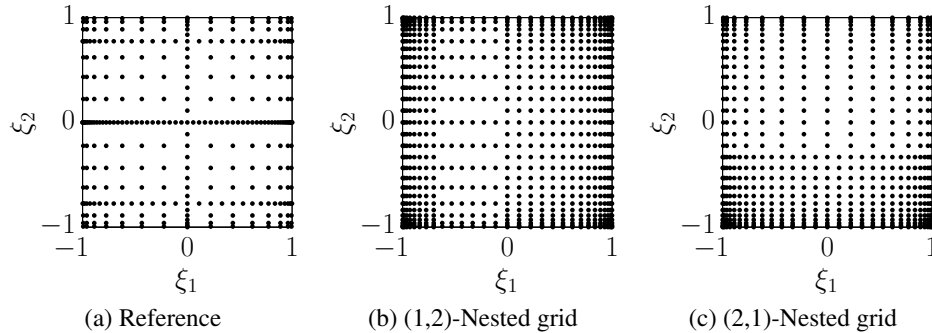 1 1 1
ξ2 0 ξ2 0 ξ2 0
−1 −1 −1
−1 0 1 −1 0 1 −1 0 1
ξ1 ξ1 ξ1
(a) Reference (b) (1,2)-Nested grid (c) (2,1)-Nested grid